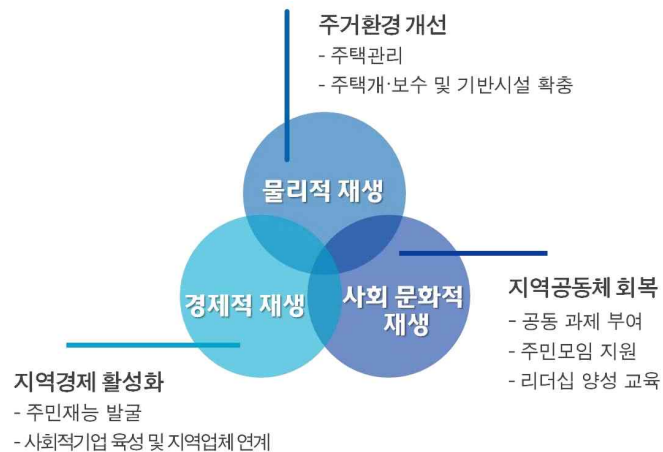 주거환경 개선
- 주택관리
- 주택개·보수 및 기반시설 확충
물리적 재생
경제적 재생
사회 문화적
재생
지역공동체 회복
- 공동 과제 부여
- 주민모임 지원
- 리더십 양성 교육
지역경제 활성화
- 주민재능 발굴
- 사회적기업 육성 및 지역업체 연계